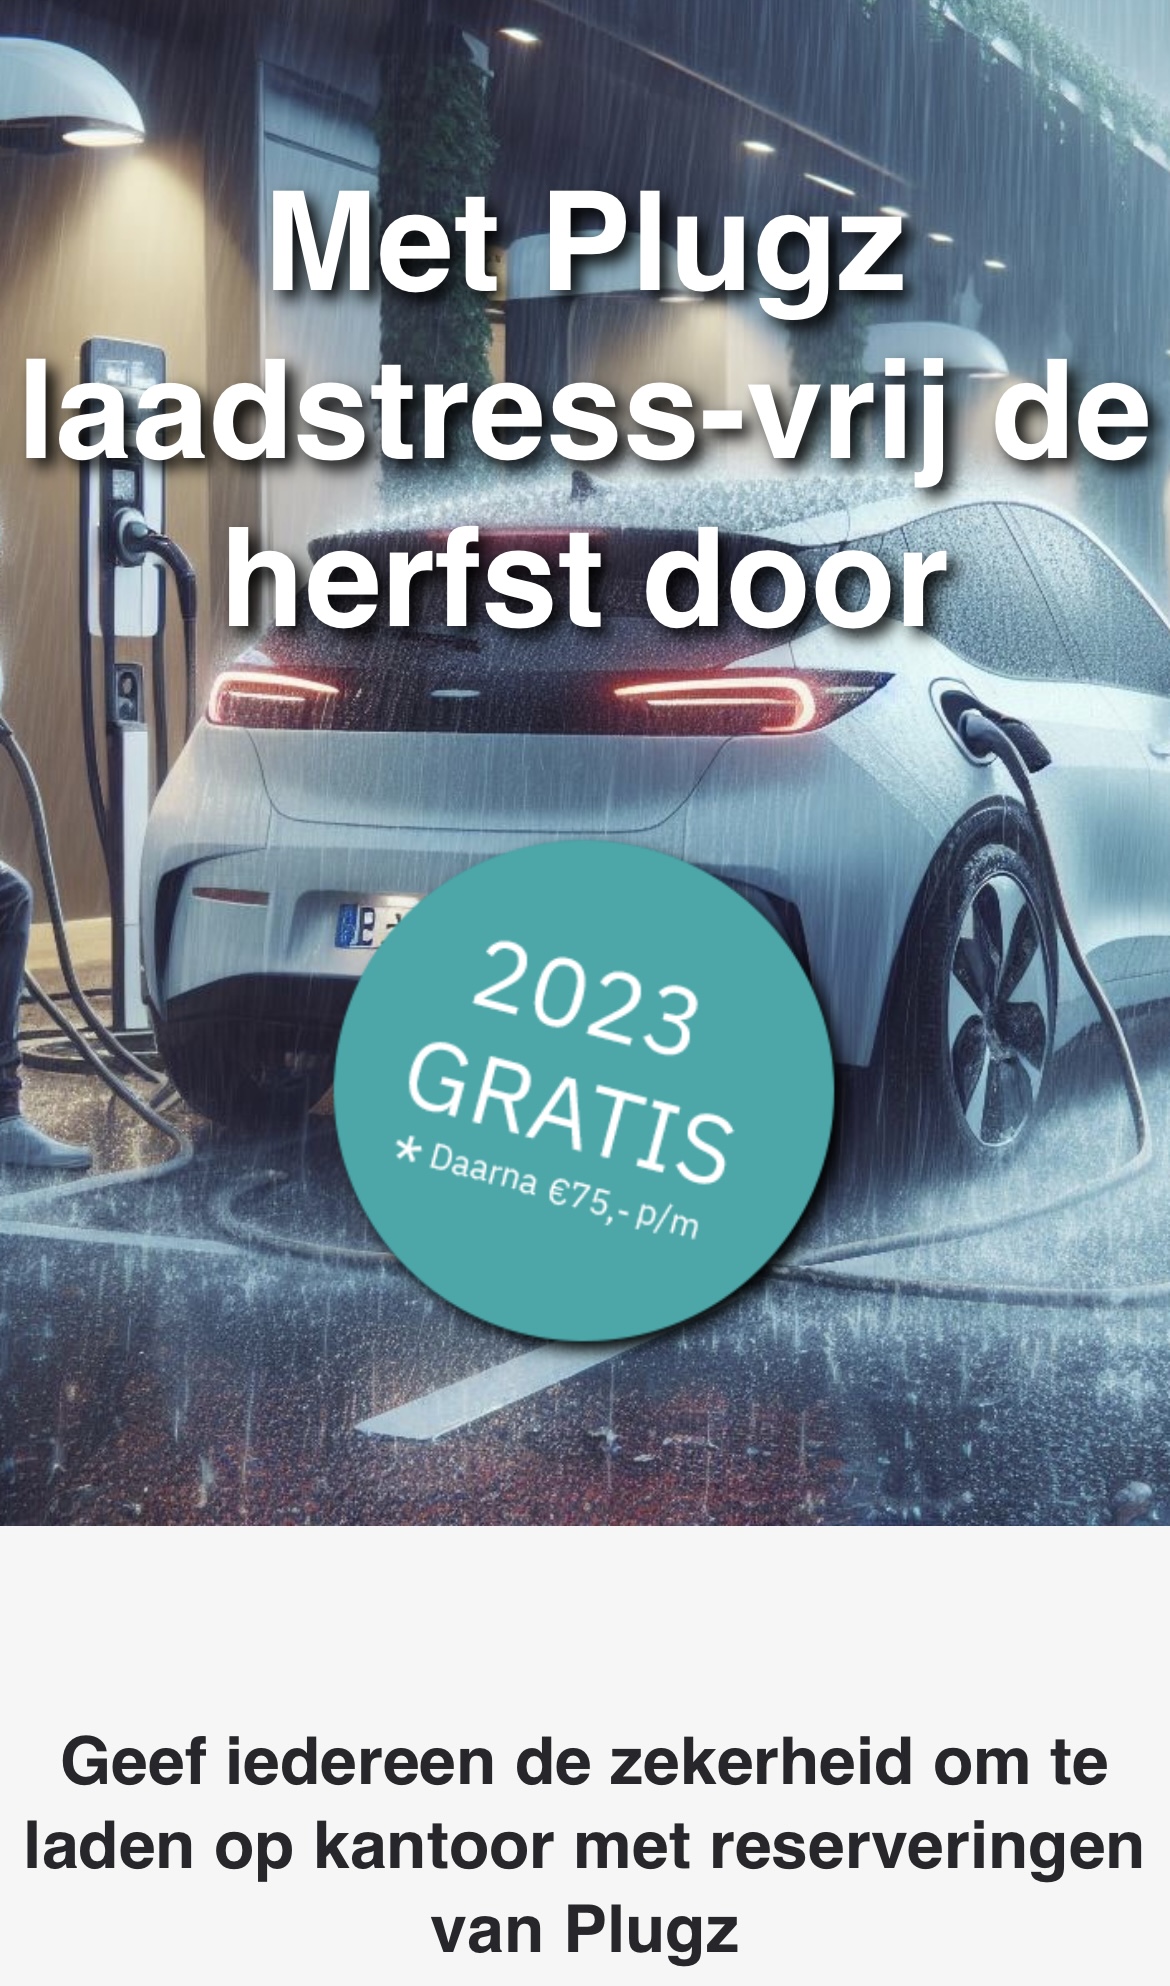 Met Plugz
laadstress-vrij de
herfst door
2023
GRATIS
* Daarna €75,- p/m
Geef iedereen de zekerheid om te
laden op kantoor met reserveringen
van Plugz